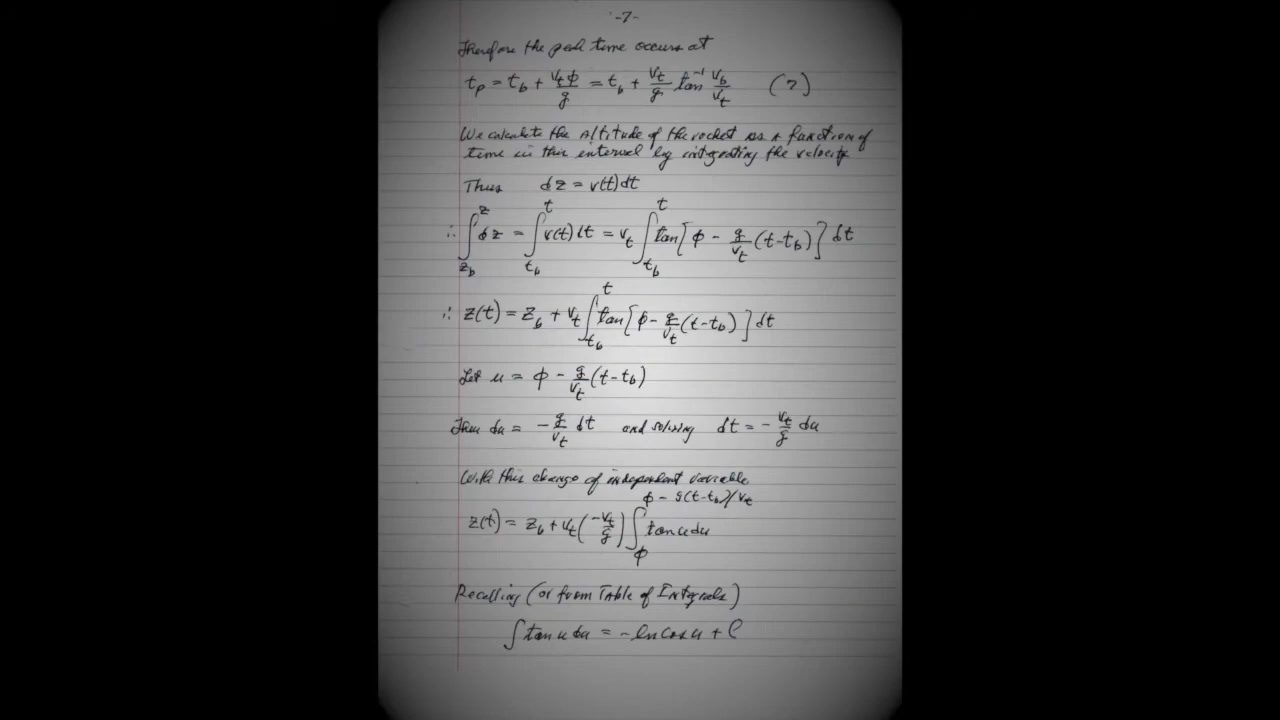 -7-
Therefore the peak time occurs at
t_p = t_b + v_t φ/g = t_b + v_t/g tan⁻¹ v_b/v_t (7)
We calculate the Altitude of the rocket as a function of
time in this interval by integrating the velocity
Thus dz = v(t)dt
∴ ∫_{z_b}^{z} dz = ∫_{t_b}^{t} v(t)dt = v_t ∫_{t_b}^{t} tan[φ - g/v_t (t-t_b)]dt
∴ z(t) = z_b + v_t ∫_{t_b}^{t} tan[φ - g/v_t (t-t_b)]dt
Let u = φ - g/v_t (t-t_b)
Then du = - g/v_t dt and solving dt = - v_t/g du
With this change of independent variable
z(t) = z_b + v_t (-v_t/g) ∫_{φ}^{φ - g(t-t_b)/v_t} tan u du
Recalling (or from Table of Integrals)
∫ tan u du = - ln cos u + C